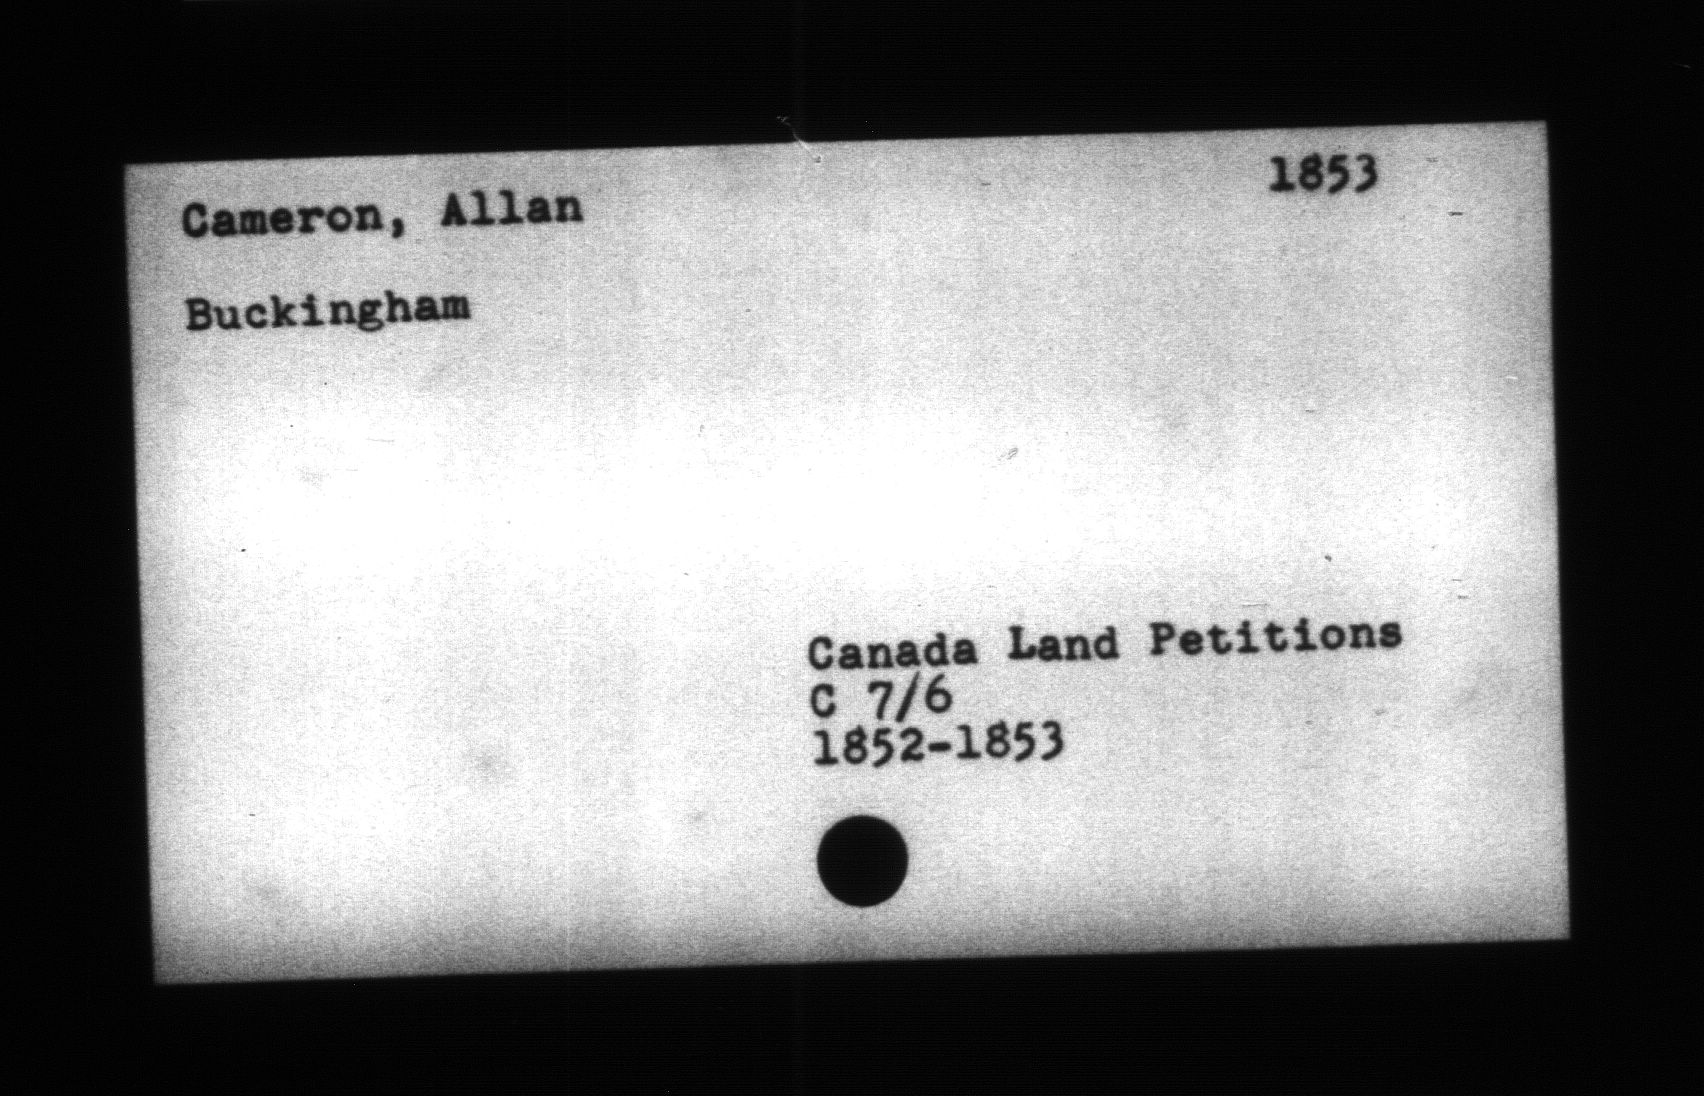 Cameron, Allan 1853
Buckingham
Canada Land Petitions
C 7/6
1852-1853